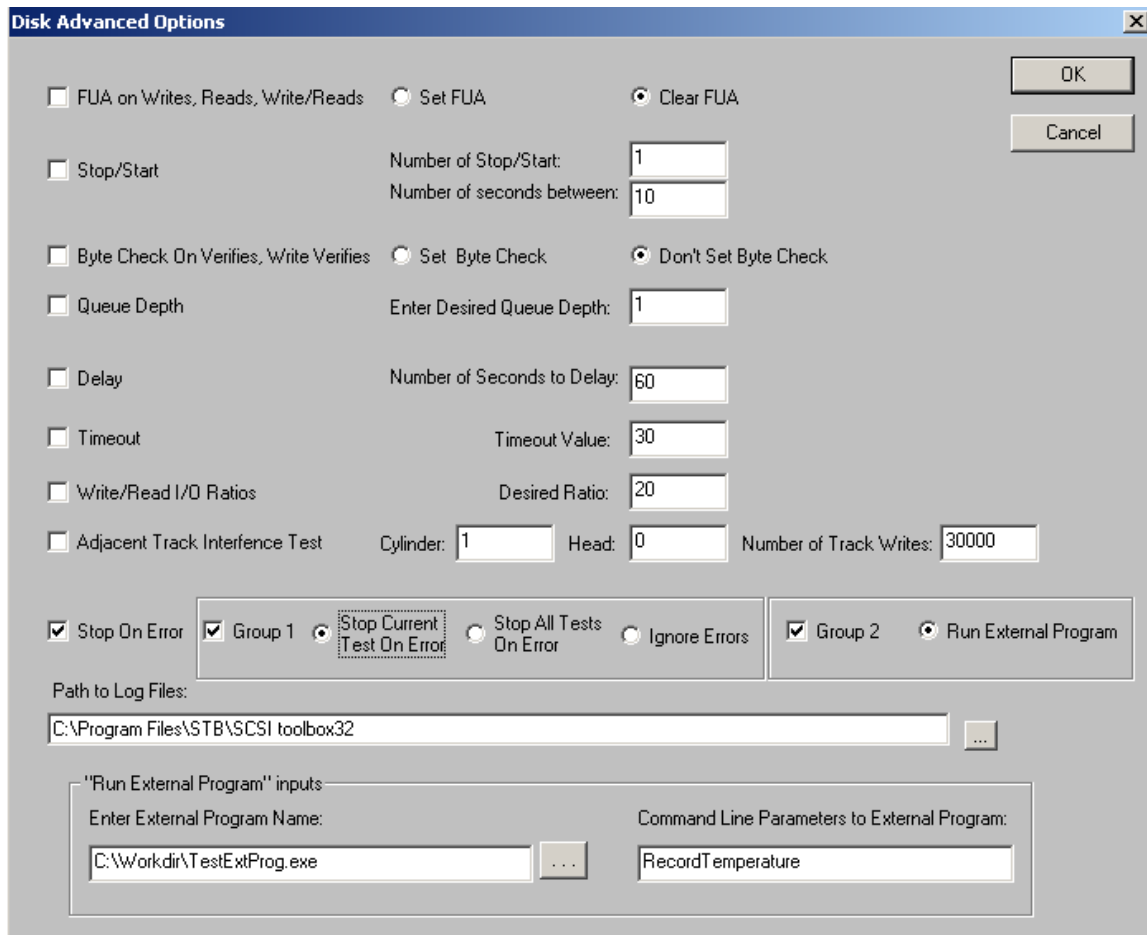 Disk Advanced Options
OK
FUA on Writes, Reads, Write/Reads Set FUA Clear FUA
Cancel
Number of Stop/Start: 1
Stop/Start
Number of seconds between: 10
Byte Check On Verifies, Write Verifies Set Byte Check Don't Set Byte Check
Queue Depth Enter Desired Queue Depth: 1
Delay Number of Seconds to Delay: 60
Timeout Timeout Value: 30
Write/Read I/O Ratios Desired Ratio: 20
Adjacent Track Interfence Test Cylinder: 1 Head: 0 Number of Track Writes: 30000
Stop On Error Group 1 Stop Current Test On Error Stop All Tests On Error Ignore Errors Group 2 Run External Program
Path to Log Files:
C:\Program Files\STB\SCSI toolbox32 ...
"Run External Program" inputs
Enter External Program Name: Command Line Parameters to External Program:
C:\Workdir\TestExtProg.exe ... RecordTemperature